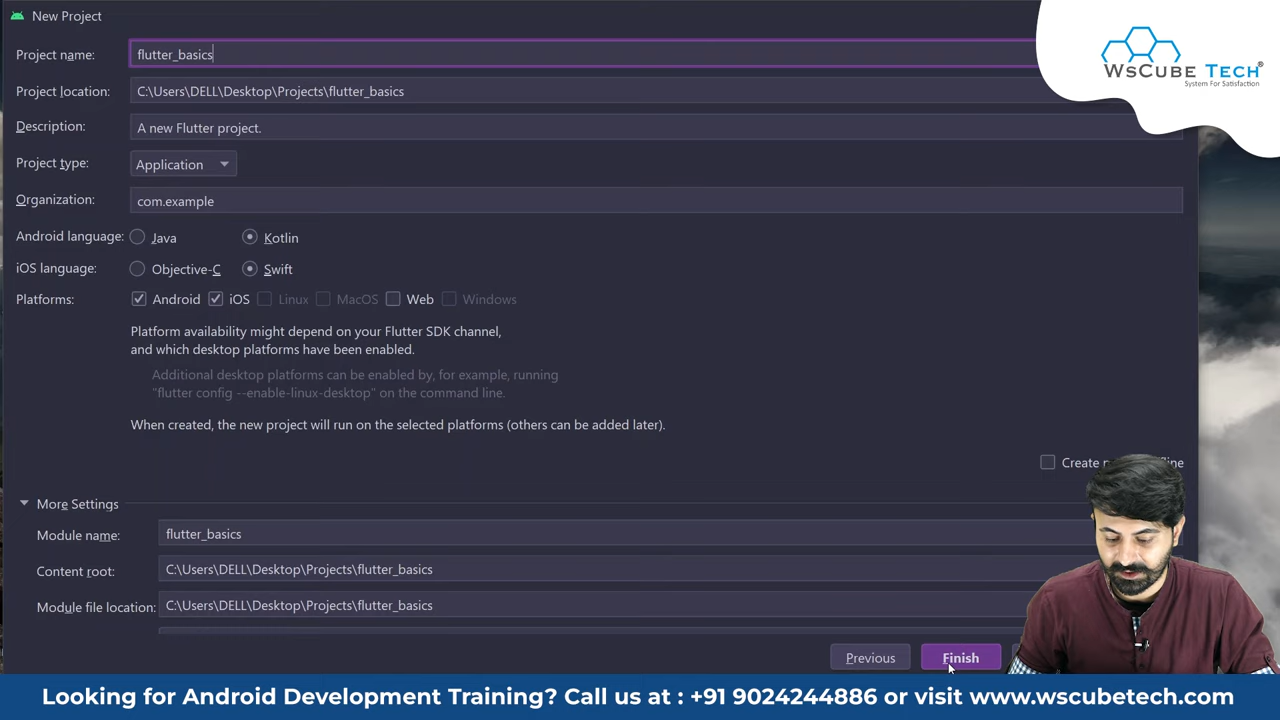 New Project
Project name: flutter_basics
Project location: C:\Users\DELL\Desktop\Projects\flutter_basics
Description: A new Flutter project.
Project type: Application
Organization: com.example
Android language: Java Kotlin
iOS language: Objective-C Swift
Platforms: Android iOS Linux MacOS Web Windows
Platform availability might depend on your Flutter SDK channel,
and which desktop platforms have been enabled.
Additional desktop platforms can be enabled by, for example, running
"flutter config --enable-linux-desktop" on the command line.
When created, the new project will run on the selected platforms (others can be added later).
Create
More Settings
Module name: flutter_basics
Content root: C:\Users\DELL\Desktop\Projects\flutter_basics
Module file location: C:\Users\DELL\Desktop\Projects\flutter_basics
Previous Finish
WsCube Tech®
System For Satisfaction
Looking for Android Development Training? Call us at : +91 9024244886 or visit www.wscubetech.com